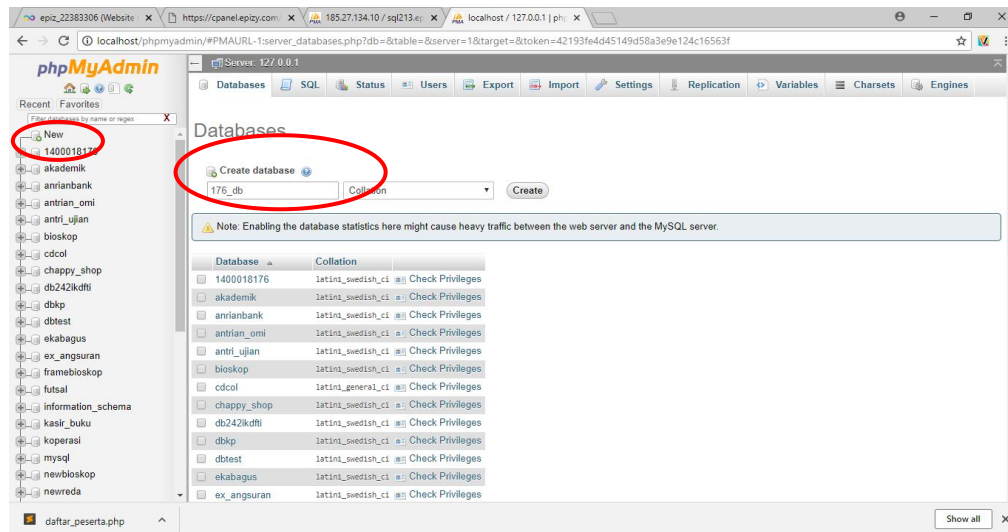 epiz_22383306 (Website
https://cpanel.epizy.com
185.27.134.10 / sql213.ep
localhost / 127.0.0.1 | ph
localhost/phpmyadmin/#PMAURL-1:server_databases.php?db=&table=&server=1&target=&token=42193fe4d45149d58a3e9e124c16563f
phpMyAdmin
Recent Favorites
Filter databases by name or regex X
New
1400018176
akademik
anrianbank
antrian_omi
antri_ujian
bioskop
cdcol
chappy_shop
db242ikdfti
dbkp
dbtest
ekabagus
ex_angsuran
framebioskop
futsal
information_schema
kasir_buku
koperasi
mysql
newbioskop
newreda
Server: 127.0.0.1
Databases SQL Status Users Export Import Settings Replication Variables Charsets Engines
Databases
Create database
176_db Collation Create
Note: Enabling the database statistics here might cause heavy traffic between the web server and the MySQL server.
Database Collation
1400018176 latin1_swedish_ci Check Privileges
akademik latin1_swedish_ci Check Privileges
anrianbank latin1_swedish_ci Check Privileges
antrian_omi latin1_swedish_ci Check Privileges
antri_ujian latin1_swedish_ci Check Privileges
bioskop latin1_swedish_ci Check Privileges
cdcol latin1_general_ci Check Privileges
chappy_shop latin1_swedish_ci Check Privileges
db242ikdfti latin1_swedish_ci Check Privileges
dbkp latin1_swedish_ci Check Privileges
dbtest latin1_swedish_ci Check Privileges
ekabagus latin1_swedish_ci Check Privileges
ex_angsuran latin1_swedish_ci Check Privileges
daftar_peserta.php
Show all